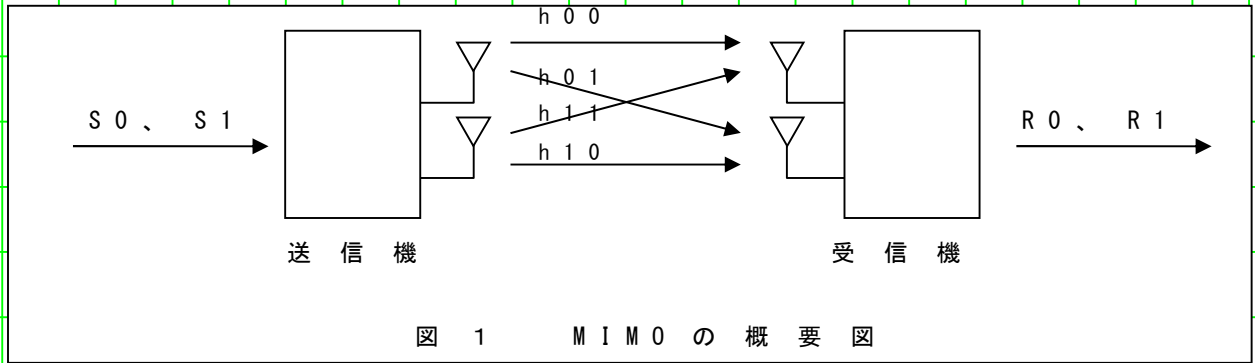 h00
h01
h11
h10
S0、 S1
R0、 R1
送信機
受信機
図1 MIMOの概要図